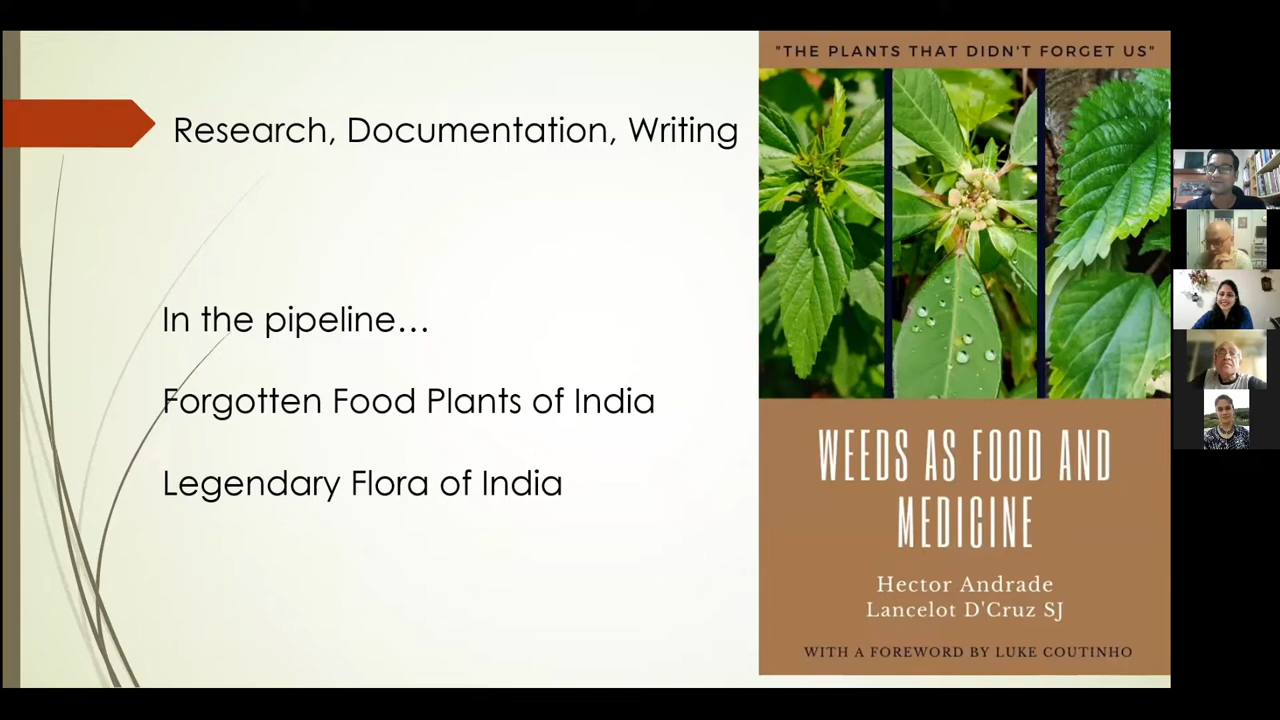 Research, Documentation, Writing
In the pipeline...
Forgotten Food Plants of India
Legendary Flora of India
"THE PLANTS THAT DIDN'T FORGET US"
WEEDS AS FOOD AND
MEDICINE
Hector Andrade
Lancelot D'Cruz SJ
WITH A FOREWORD BY LUKE COUTINHO